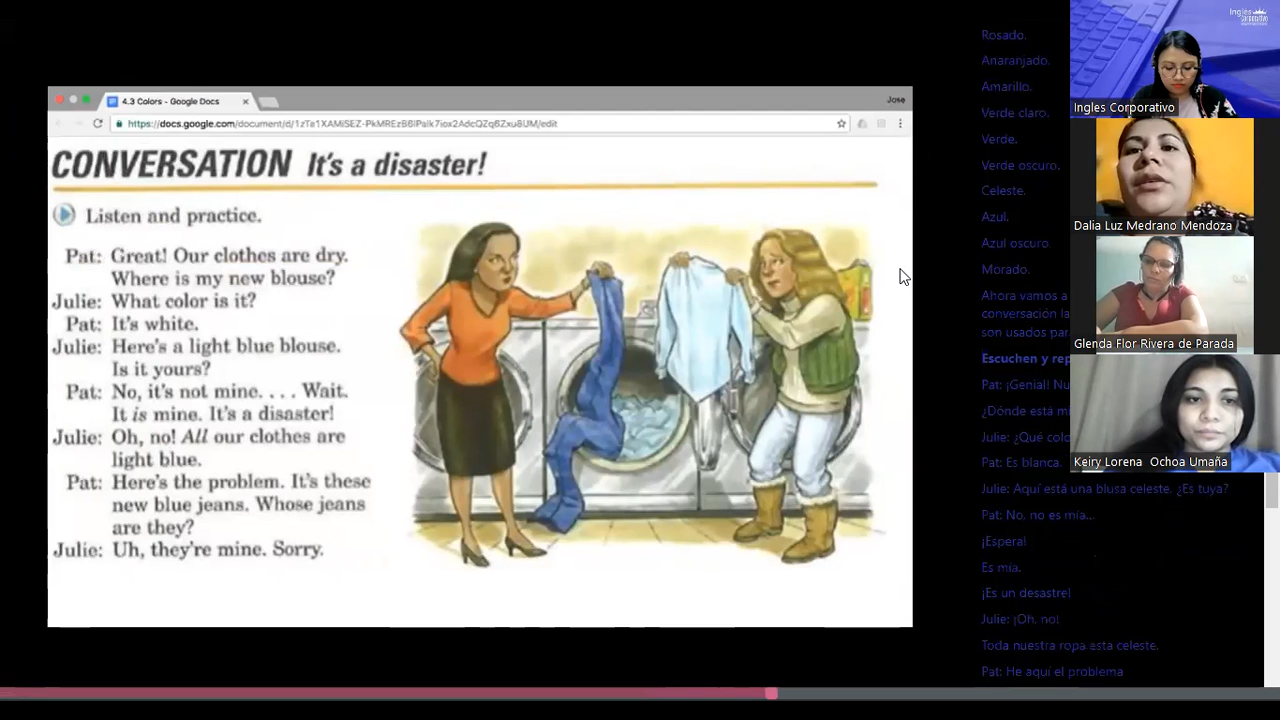 4.3 Colors - Google Docs
Jose
https://docs.google.com/document/d/1zTa1XAMiSEZ-PkMREzB6lPalk7iox2AdcQZq6Zxu8UM/edit
CONVERSATION It's a disaster!
Listen and practice.
Pat: Great! Our clothes are dry.
Where is my new blouse?
Julie: What color is it?
Pat: It's white.
Julie: Here's a light blue blouse.
Is it yours?
Pat: No, it's not mine. . . . Wait.
It is mine. It's a disaster!
Julie: Oh, no! All our clothes are
light blue.
Pat: Here's the problem. It's these
new blue jeans. Whose jeans
are they?
Julie: Uh, they're mine. Sorry.
Rosado.
Anaranjado.
Amarillo.
Verde claro.
Verde.
Verde oscuro.
Celeste.
Azul.
Azul oscuro
Morado.
Ahora vamos a
conversación la
son usados pa
Escuchen y rep
Pat: ¡Genial! Nu
¿Dónde está mi
Julie: ¿Qué colo
Pat: Es blanca.
Julie: Aquí está una blusa celeste. ¿Es tuya?
Pat: No, no es mía...
¡Espera!
Es mía.
¡Es un desastre!
Julie: ¡Oh, no!
Toda nuestra ropa esta celeste.
Pat: He aquí el problema
Ingles
Corporativo
Ingles Corporativo
Dalia Luz Medrano Mendoza
Glenda Flor Rivera de Parada
Keiry Lorena Ochoa Umaña